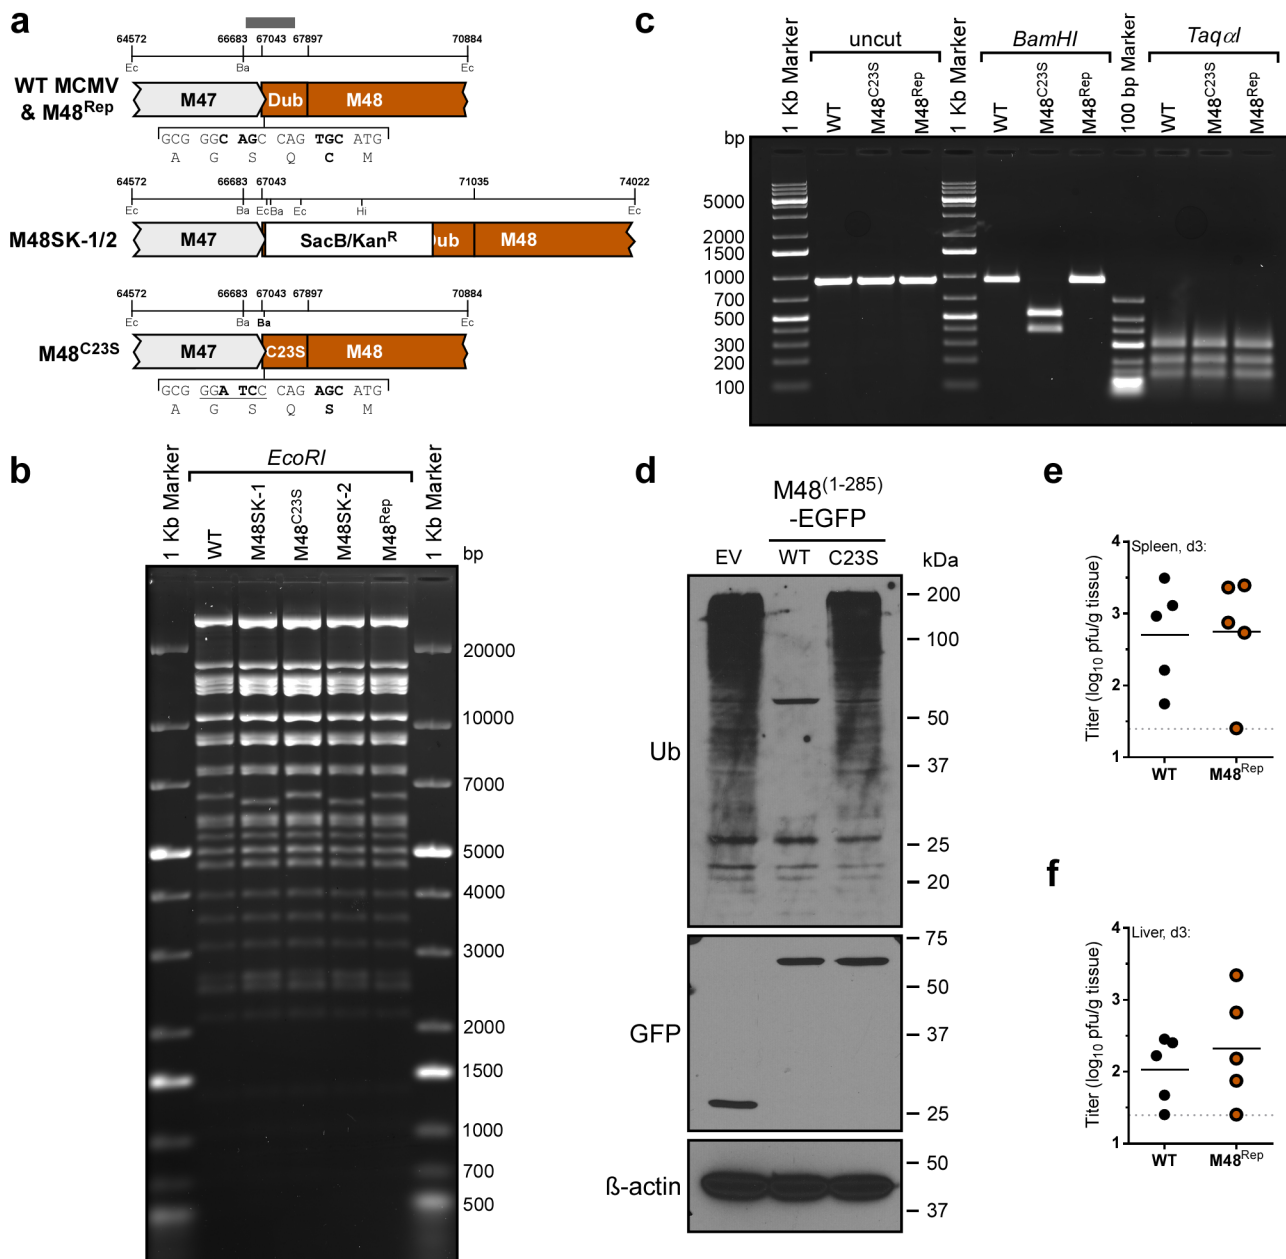 a
64572 66683 67043 67897 70884
Ec Ba Ec
WT MCMV
& M48Rep
M47 Dub M48
GCG GGC AGC CAG TGC ATG
A G S Q C M
64572 66683 67043 71035 74022
Ec Ba Ec Ba Ec Hi Ec
M48SK-1/2 M47 SacB/KanR ub M48
64572 66683 67043 67897 70884
Ec Ba Ba Ec
M48C23S M47 C23S M48
GCG GGA TCC CAG AGC ATG
A G S Q S M
b
EcoRI
1 Kb Marker
WT
M48SK-1
M48C23S
M48SK-2
M48Rep
1 Kb Marker
bp
20000
10000
7000
5000
4000
3000
2000
1500
1000
700
500
c
1 Kb Marker
uncut
WT
M48C23S
M48Rep
1 Kb Marker
BamHI
WT
M48C23S
M48Rep
100 bp Marker
TaqαI
WT
M48C23S
M48Rep
bp
5000
2000
1500
1000
700
500
300
200
100
d
M48(1-285)
-EGFP
EV WT C23S kDa
Ub
200
100
50
37
25
20
GFP
75
50
37
25
ß-actin
50
37
e
Spleen, d3:
Titer (log10 pfu/g tissue)
4
3
2
1
WT M48Rep
f
Liver, d3:
Titer (log10 pfu/g tissue)
4
3
2
1
WT M48Rep